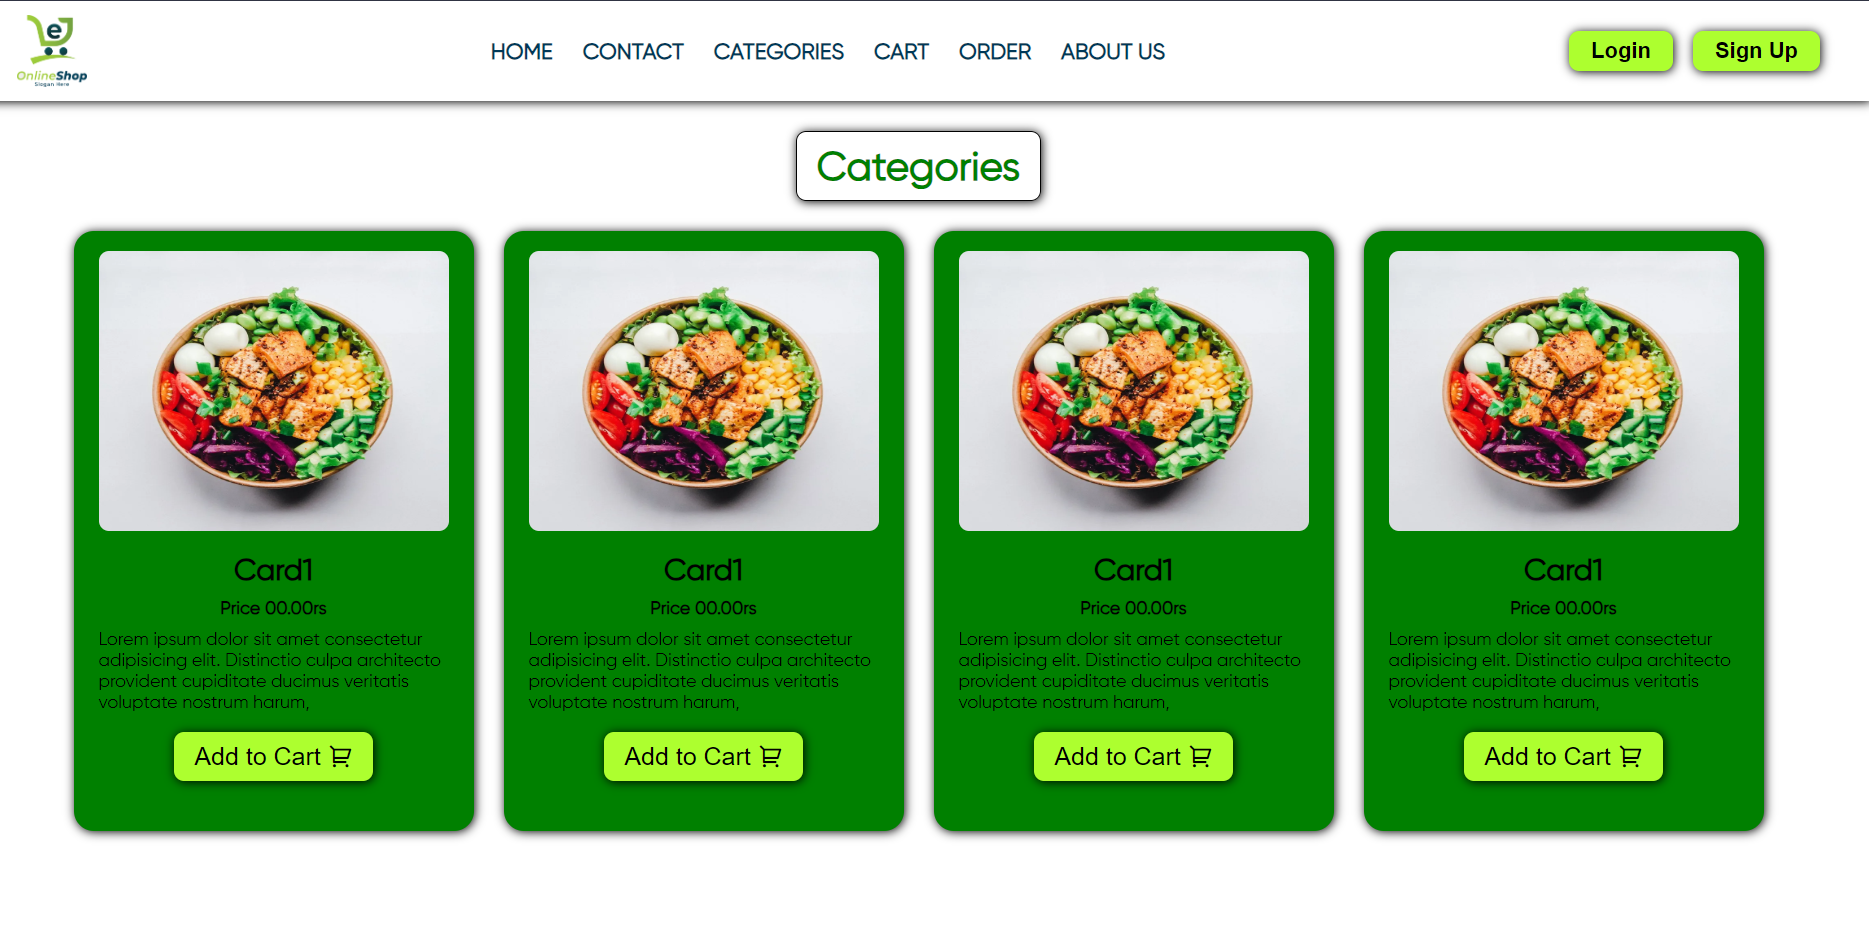 e
OnlineShop
Slogan Here
HOME CONTACT CATEGORIES CART ORDER ABOUT US
Login Sign Up
Categories
Card1
Price 00.00rs
Lorem ipsum dolor sit amet consectetur
adipisicing elit. Distinctio culpa architecto
provident cupiditate ducimus veritatis
voluptate nostrum harum,
Add to Cart
Card1
Price 00.00rs
Lorem ipsum dolor sit amet consectetur
adipisicing elit. Distinctio culpa architecto
provident cupiditate ducimus veritatis
voluptate nostrum harum,
Add to Cart
Card1
Price 00.00rs
Lorem ipsum dolor sit amet consectetur
adipisicing elit. Distinctio culpa architecto
provident cupiditate ducimus veritatis
voluptate nostrum harum,
Add to Cart
Card1
Price 00.00rs
Lorem ipsum dolor sit amet consectetur
adipisicing elit. Distinctio culpa architecto
provident cupiditate ducimus veritatis
voluptate nostrum harum,
Add to Cart